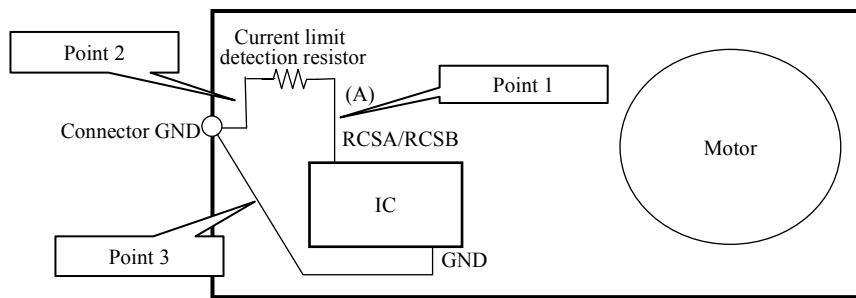 Point 2
Current limit
detection resistor
(A)
Point 1
Connector GND
RCSA/RCSB
Motor
IC
Point 3
GND